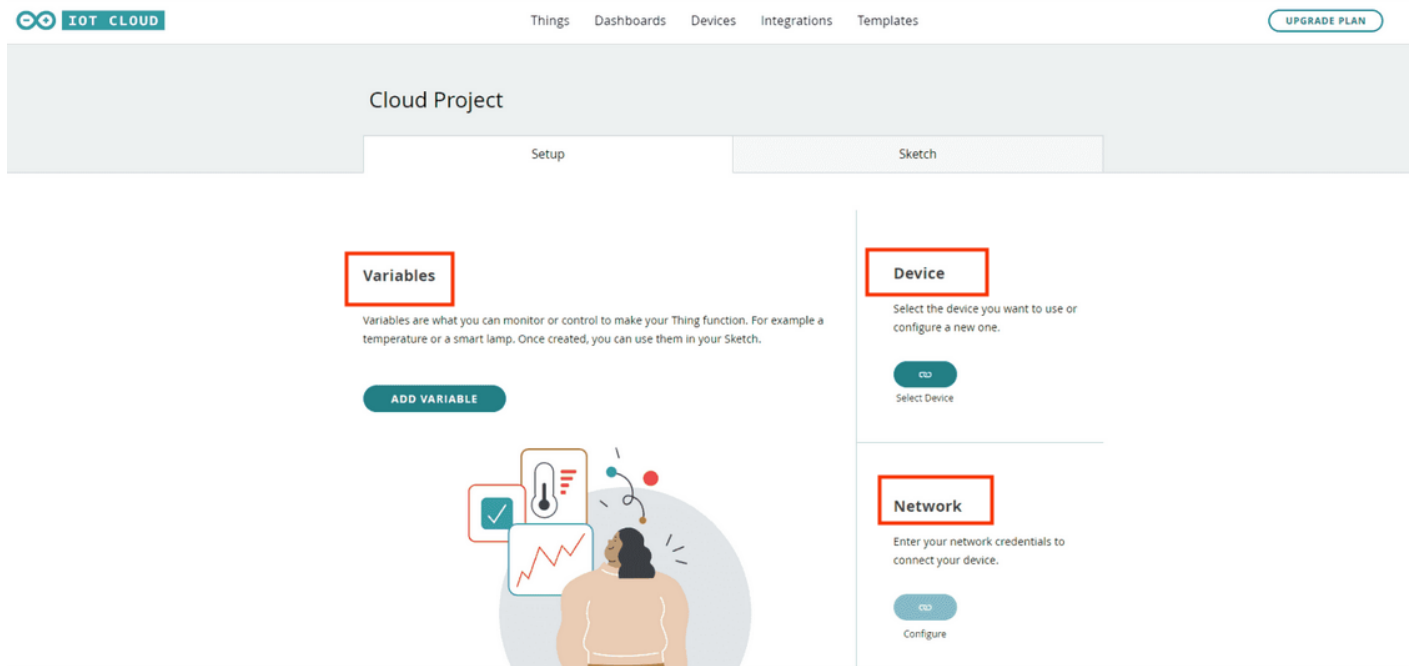 IOT CLOUD
Things Dashboards Devices Integrations Templates
UPGRADE PLAN
Cloud Project
Setup
Sketch
Variables
Variables are what you can monitor or control to make your Thing function. For example a
temperature or a smart lamp. Once created, you can use them in your Sketch.
ADD VARIABLE
Device
Select the device you want to use or
configure a new one.
Select Device
Network
Enter your network credentials to
connect your device.
Configure